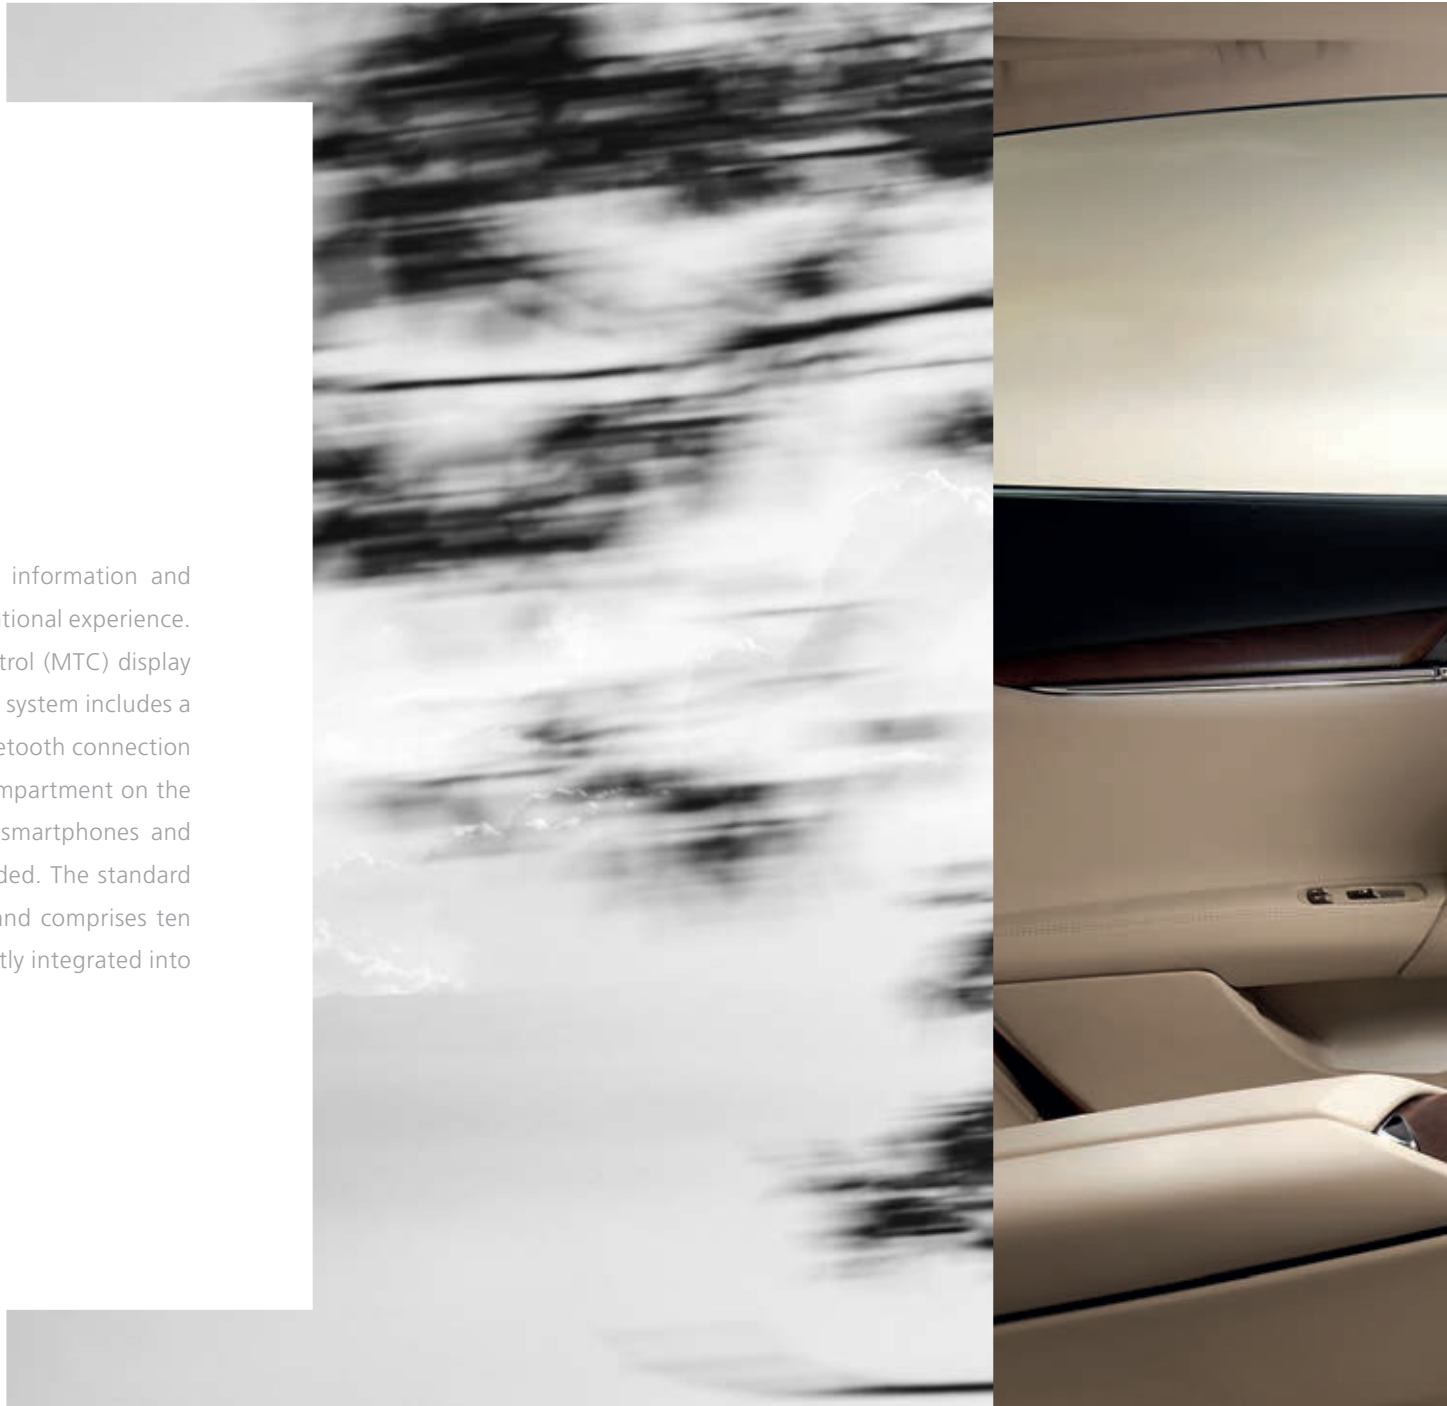 information and
tional experience.
trol (MTC) display
system includes a
etooth connection
mpartment on the
smartphones and
ded. The standard
and comprises ten
tly integrated into